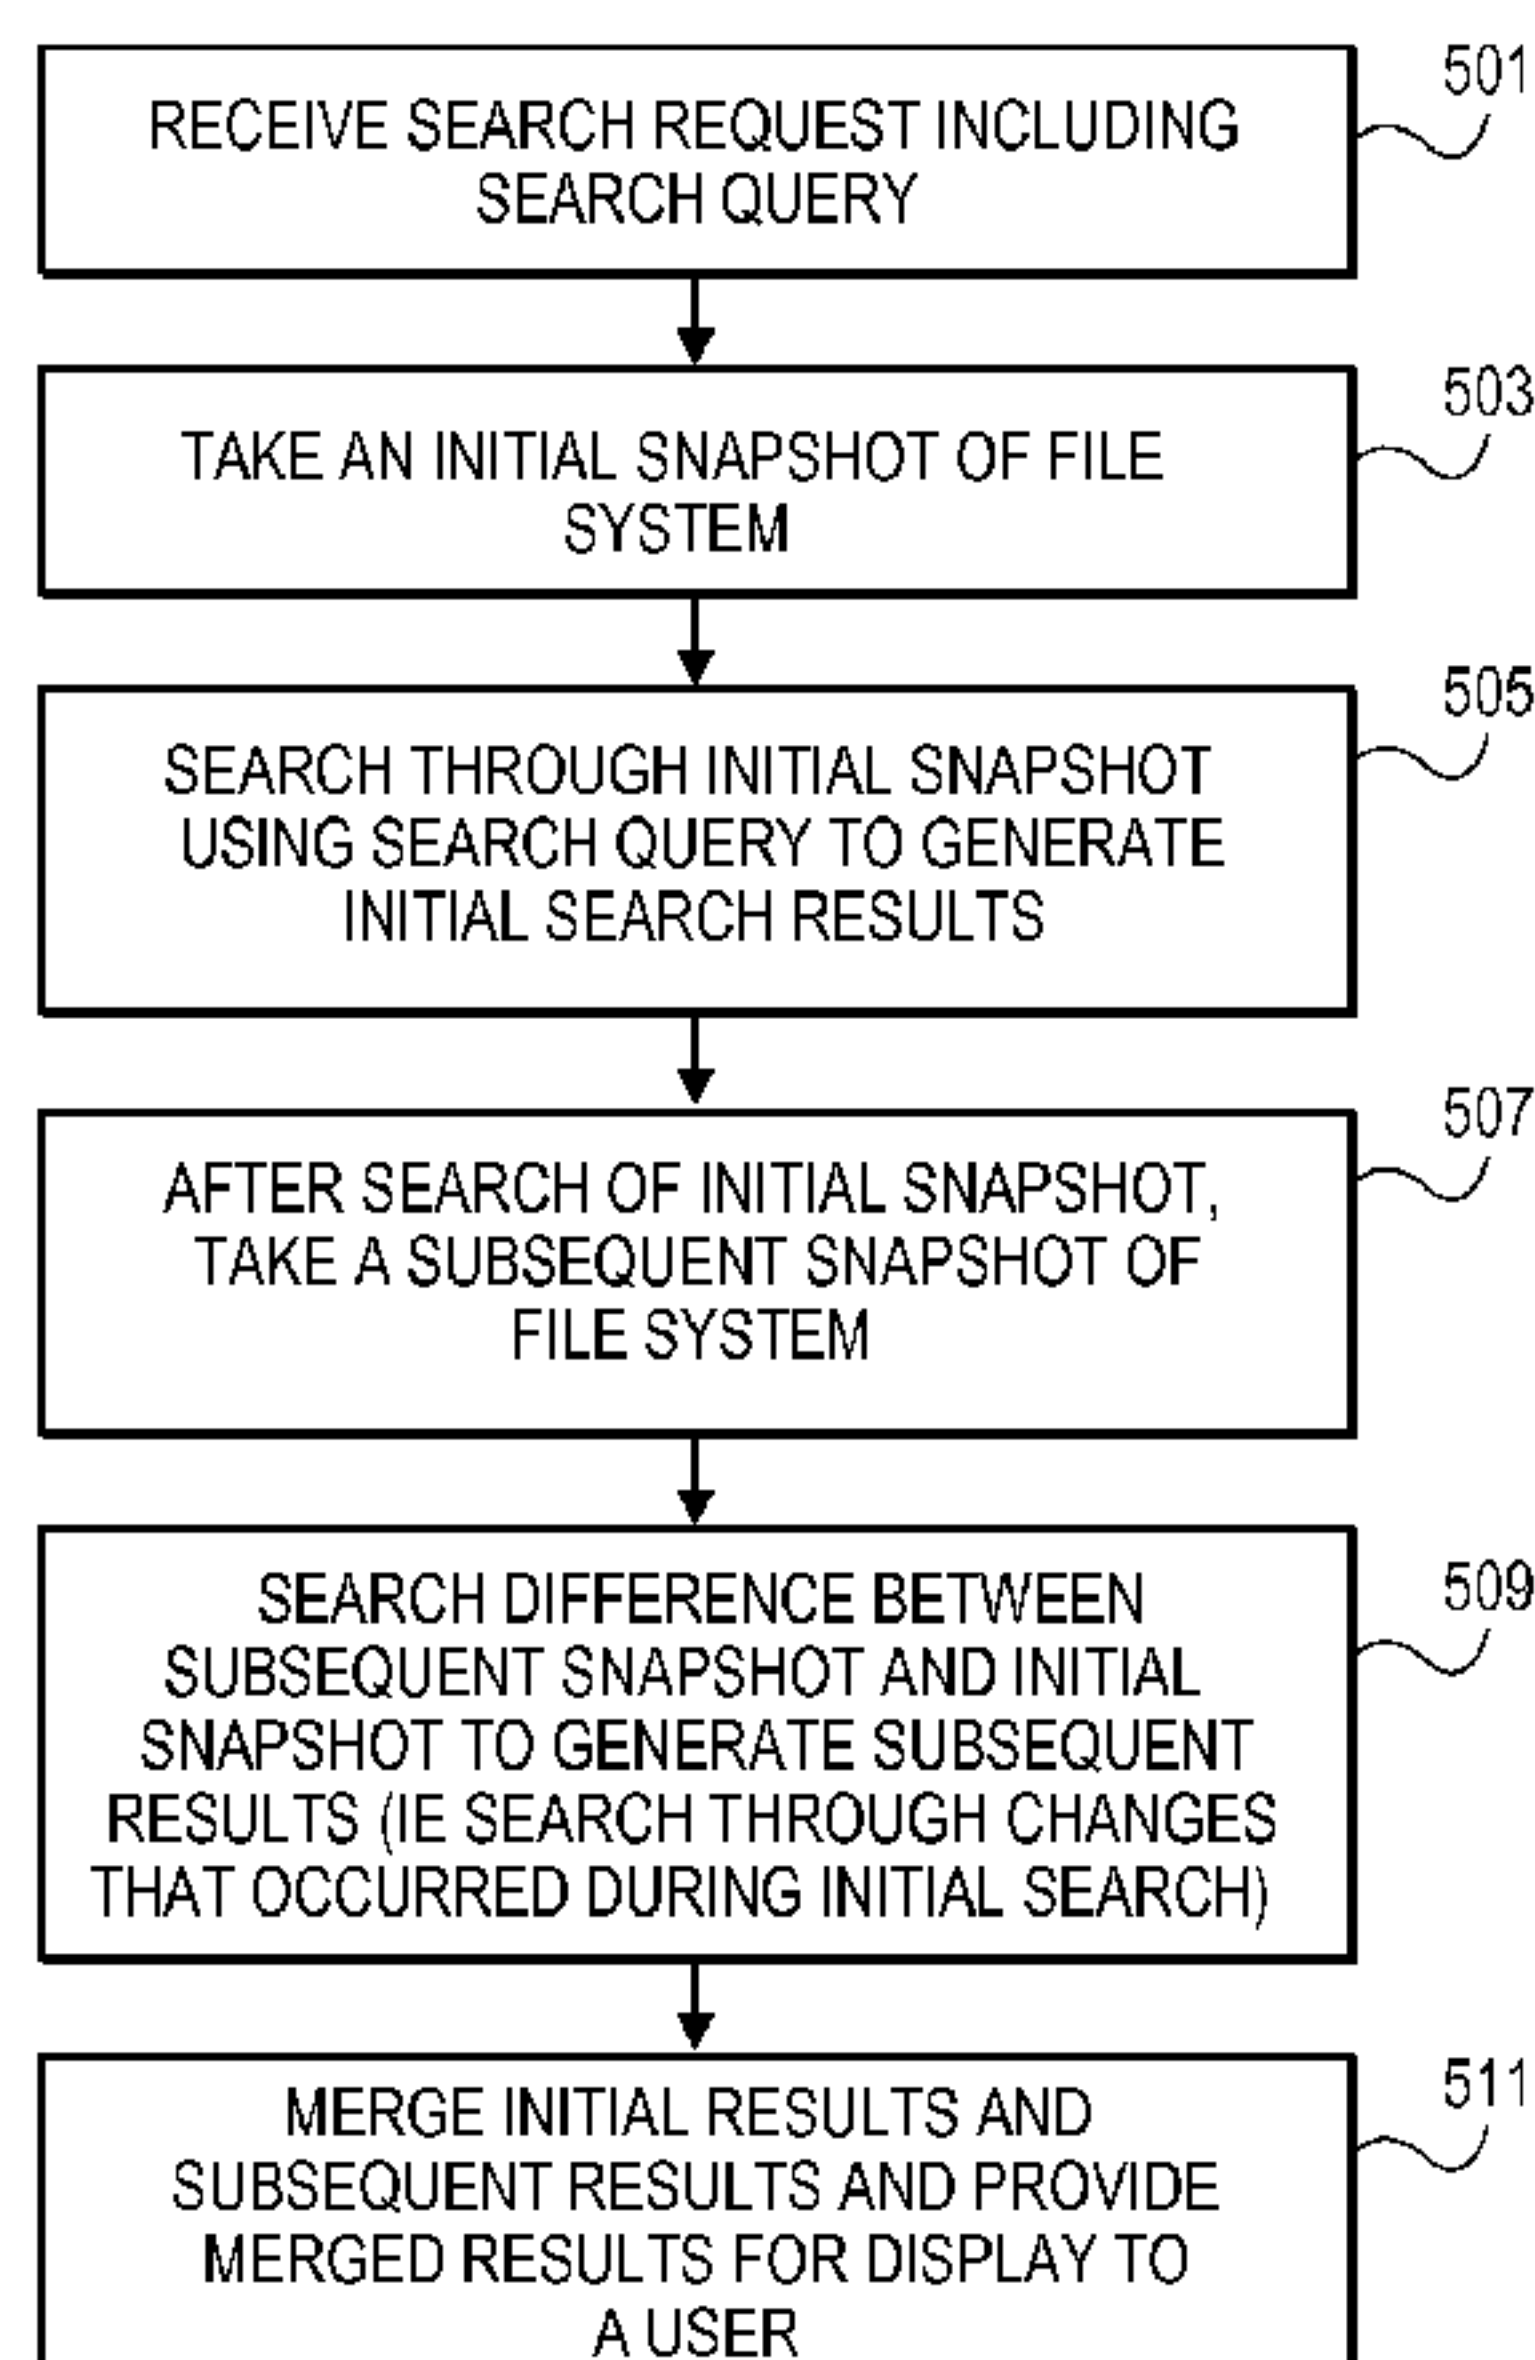 501
RECEIVE SEARCH REQUEST INCLUDING
SEARCH QUERY
503
TAKE AN INITIAL SNAPSHOT OF FILE
SYSTEM
505
SEARCH THROUGH INITIAL SNAPSHOT
USING SEARCH QUERY TO GENERATE
INITIAL SEARCH RESULTS
507
AFTER SEARCH OF INITIAL SNAPSHOT,
TAKE A SUBSEQUENT SNAPSHOT OF
FILE SYSTEM
509
SEARCH DIFFERENCE BETWEEN
SUBSEQUENT SNAPSHOT AND INITIAL
SNAPSHOT TO GENERATE SUBSEQUENT
RESULTS (IE SEARCH THROUGH CHANGES
THAT OCCURRED DURING INITIAL SEARCH)
511
MERGE INITIAL RESULTS AND
SUBSEQUENT RESULTS AND PROVIDE
MERGED RESULTS FOR DISPLAY TO
A USER